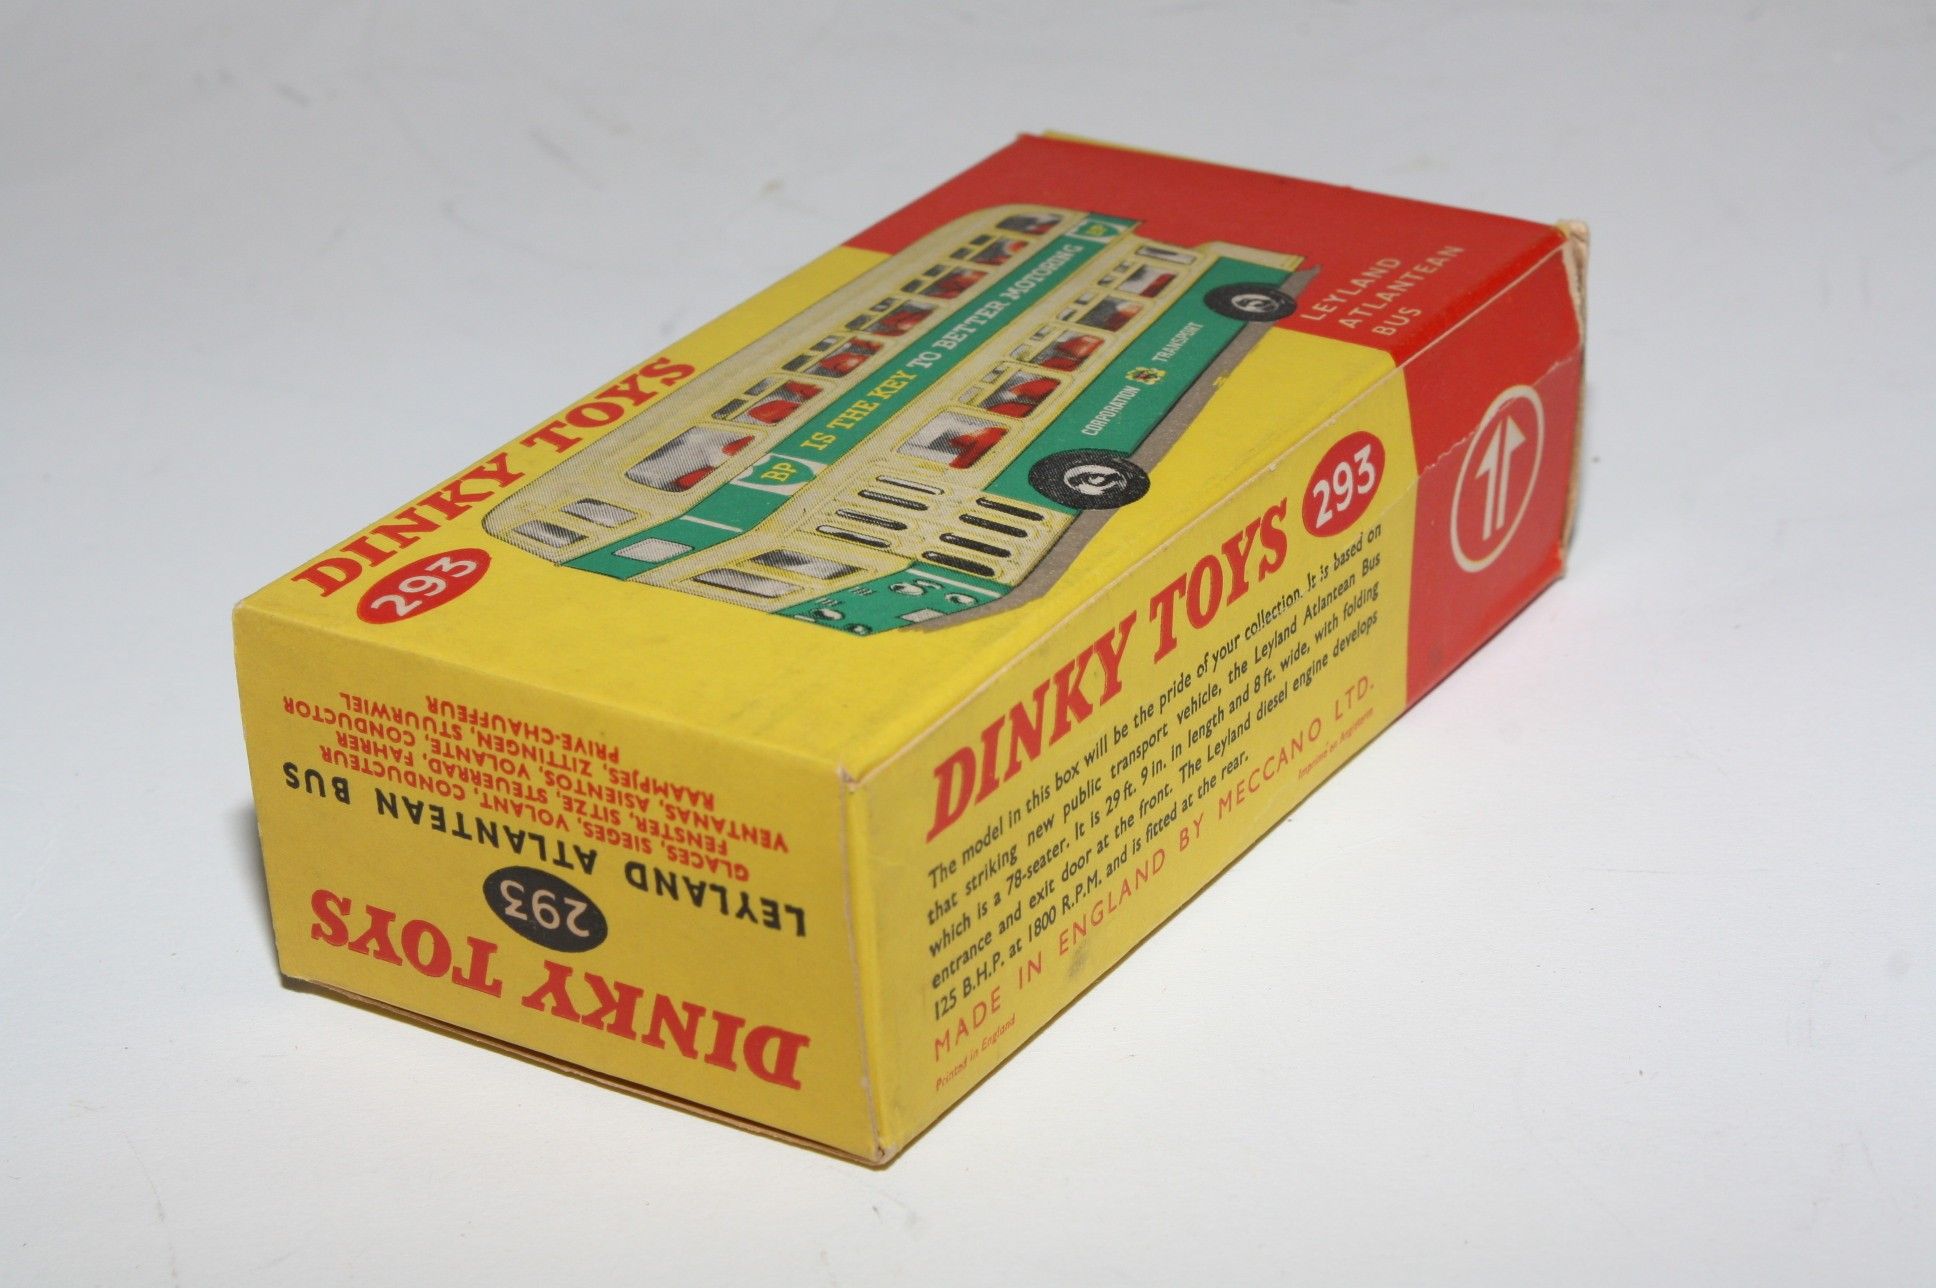 DINKY TOYS
293
BP IS THE KEY TO BETTER MOTORING BP
CORPORATION TRANSPORT
LEYLAND
ATLANTEAN
BUS
DINKY TOYS 293
The model in this box will be the pride of your collection. It is based on
that striking new public transport vehicle, the Leyland Atlantean Bus
which is a 78-seater. It is 29 ft. 9 in. in length and 8 ft. wide, with folding
entrance and exit door at the front. The Leyland diesel engine develops
125 B.H.P. at 1800 R.P.M. and is fitted at the rear.
MADE IN ENGLAND BY MECCANO LTD.
Printed in England
Imprimé en Angleterre
DINKY TOYS
293
LEYLAND ATLANTEAN BUS
GLACES, SIEGES, VOLANT, CONDUCTEUR
FENSTER, SITZE, STEUERRAD, FAHRER
VENTANAS, ASIENTOS, VOLANTE, CONDUCTOR
RAAMPJES, ZITTINGEN, STUURWIEL
PRIVE-CHAUFFEUR